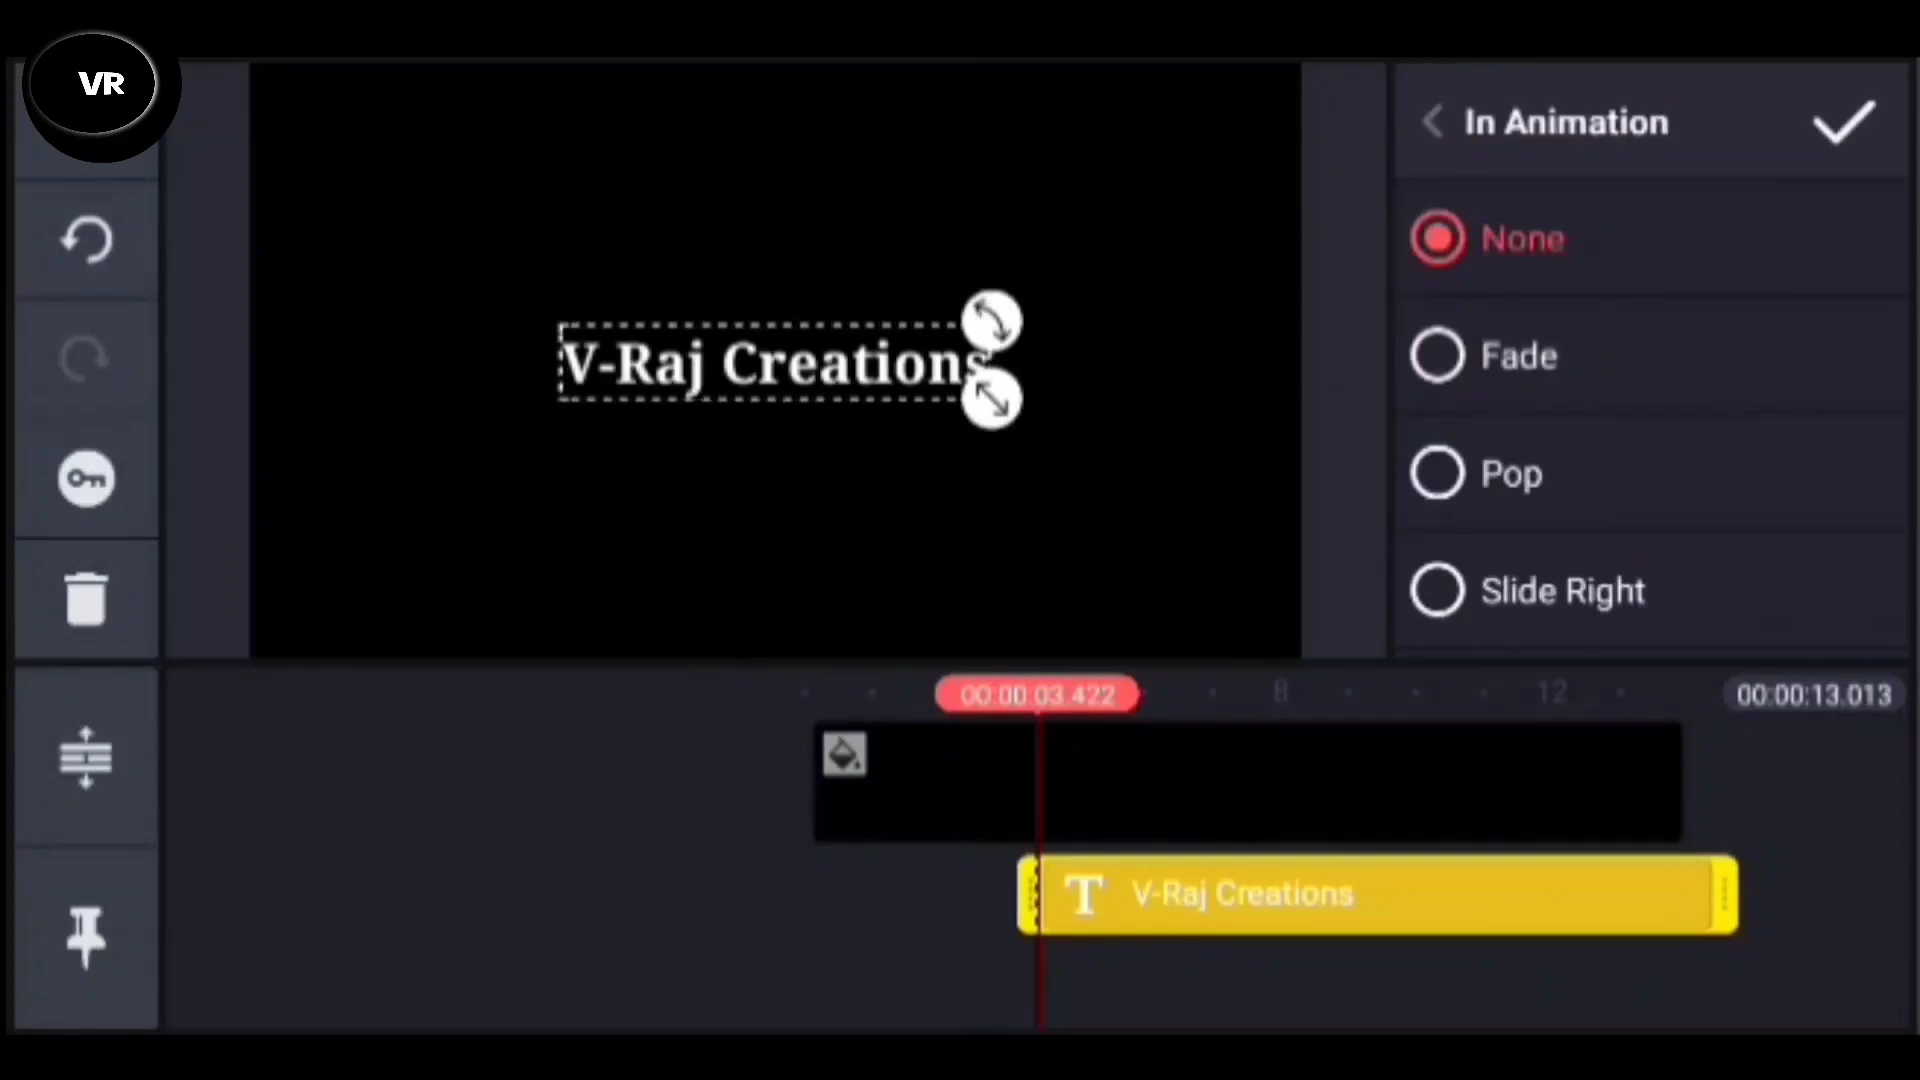 VR
In Animation
None
Fade
Pop
Slide Right
V-Raj Creations
00:00:03.422
8
12
00:00:13.013
T V-Raj Creations